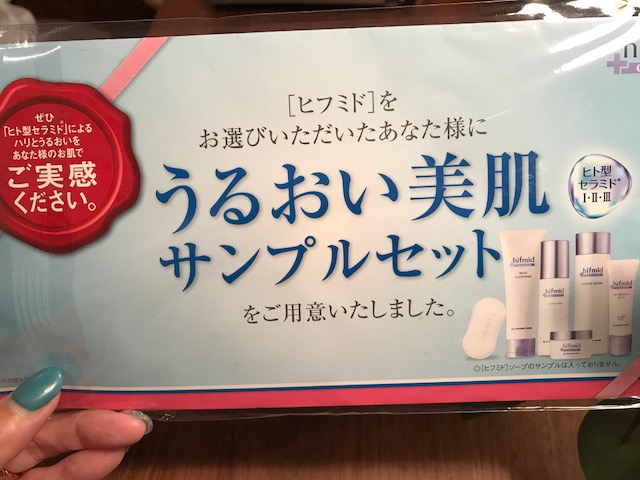 ぜひ
「ヒト型セラミド*」による
ハリとうるおいを
あなた様のお肌で
ご実感
ください。
[ヒフミド]を
お選びいただいたあなた様に
うるおい美肌
サンプルセット
をご用意いたしました。
ヒト型
セラミド*
Ⅰ・Ⅱ・Ⅲ
hifmid
hifmid
hifmid
hifmid
hifmid
◎[ヒフミド]ソープのサンプルは入っておりません。